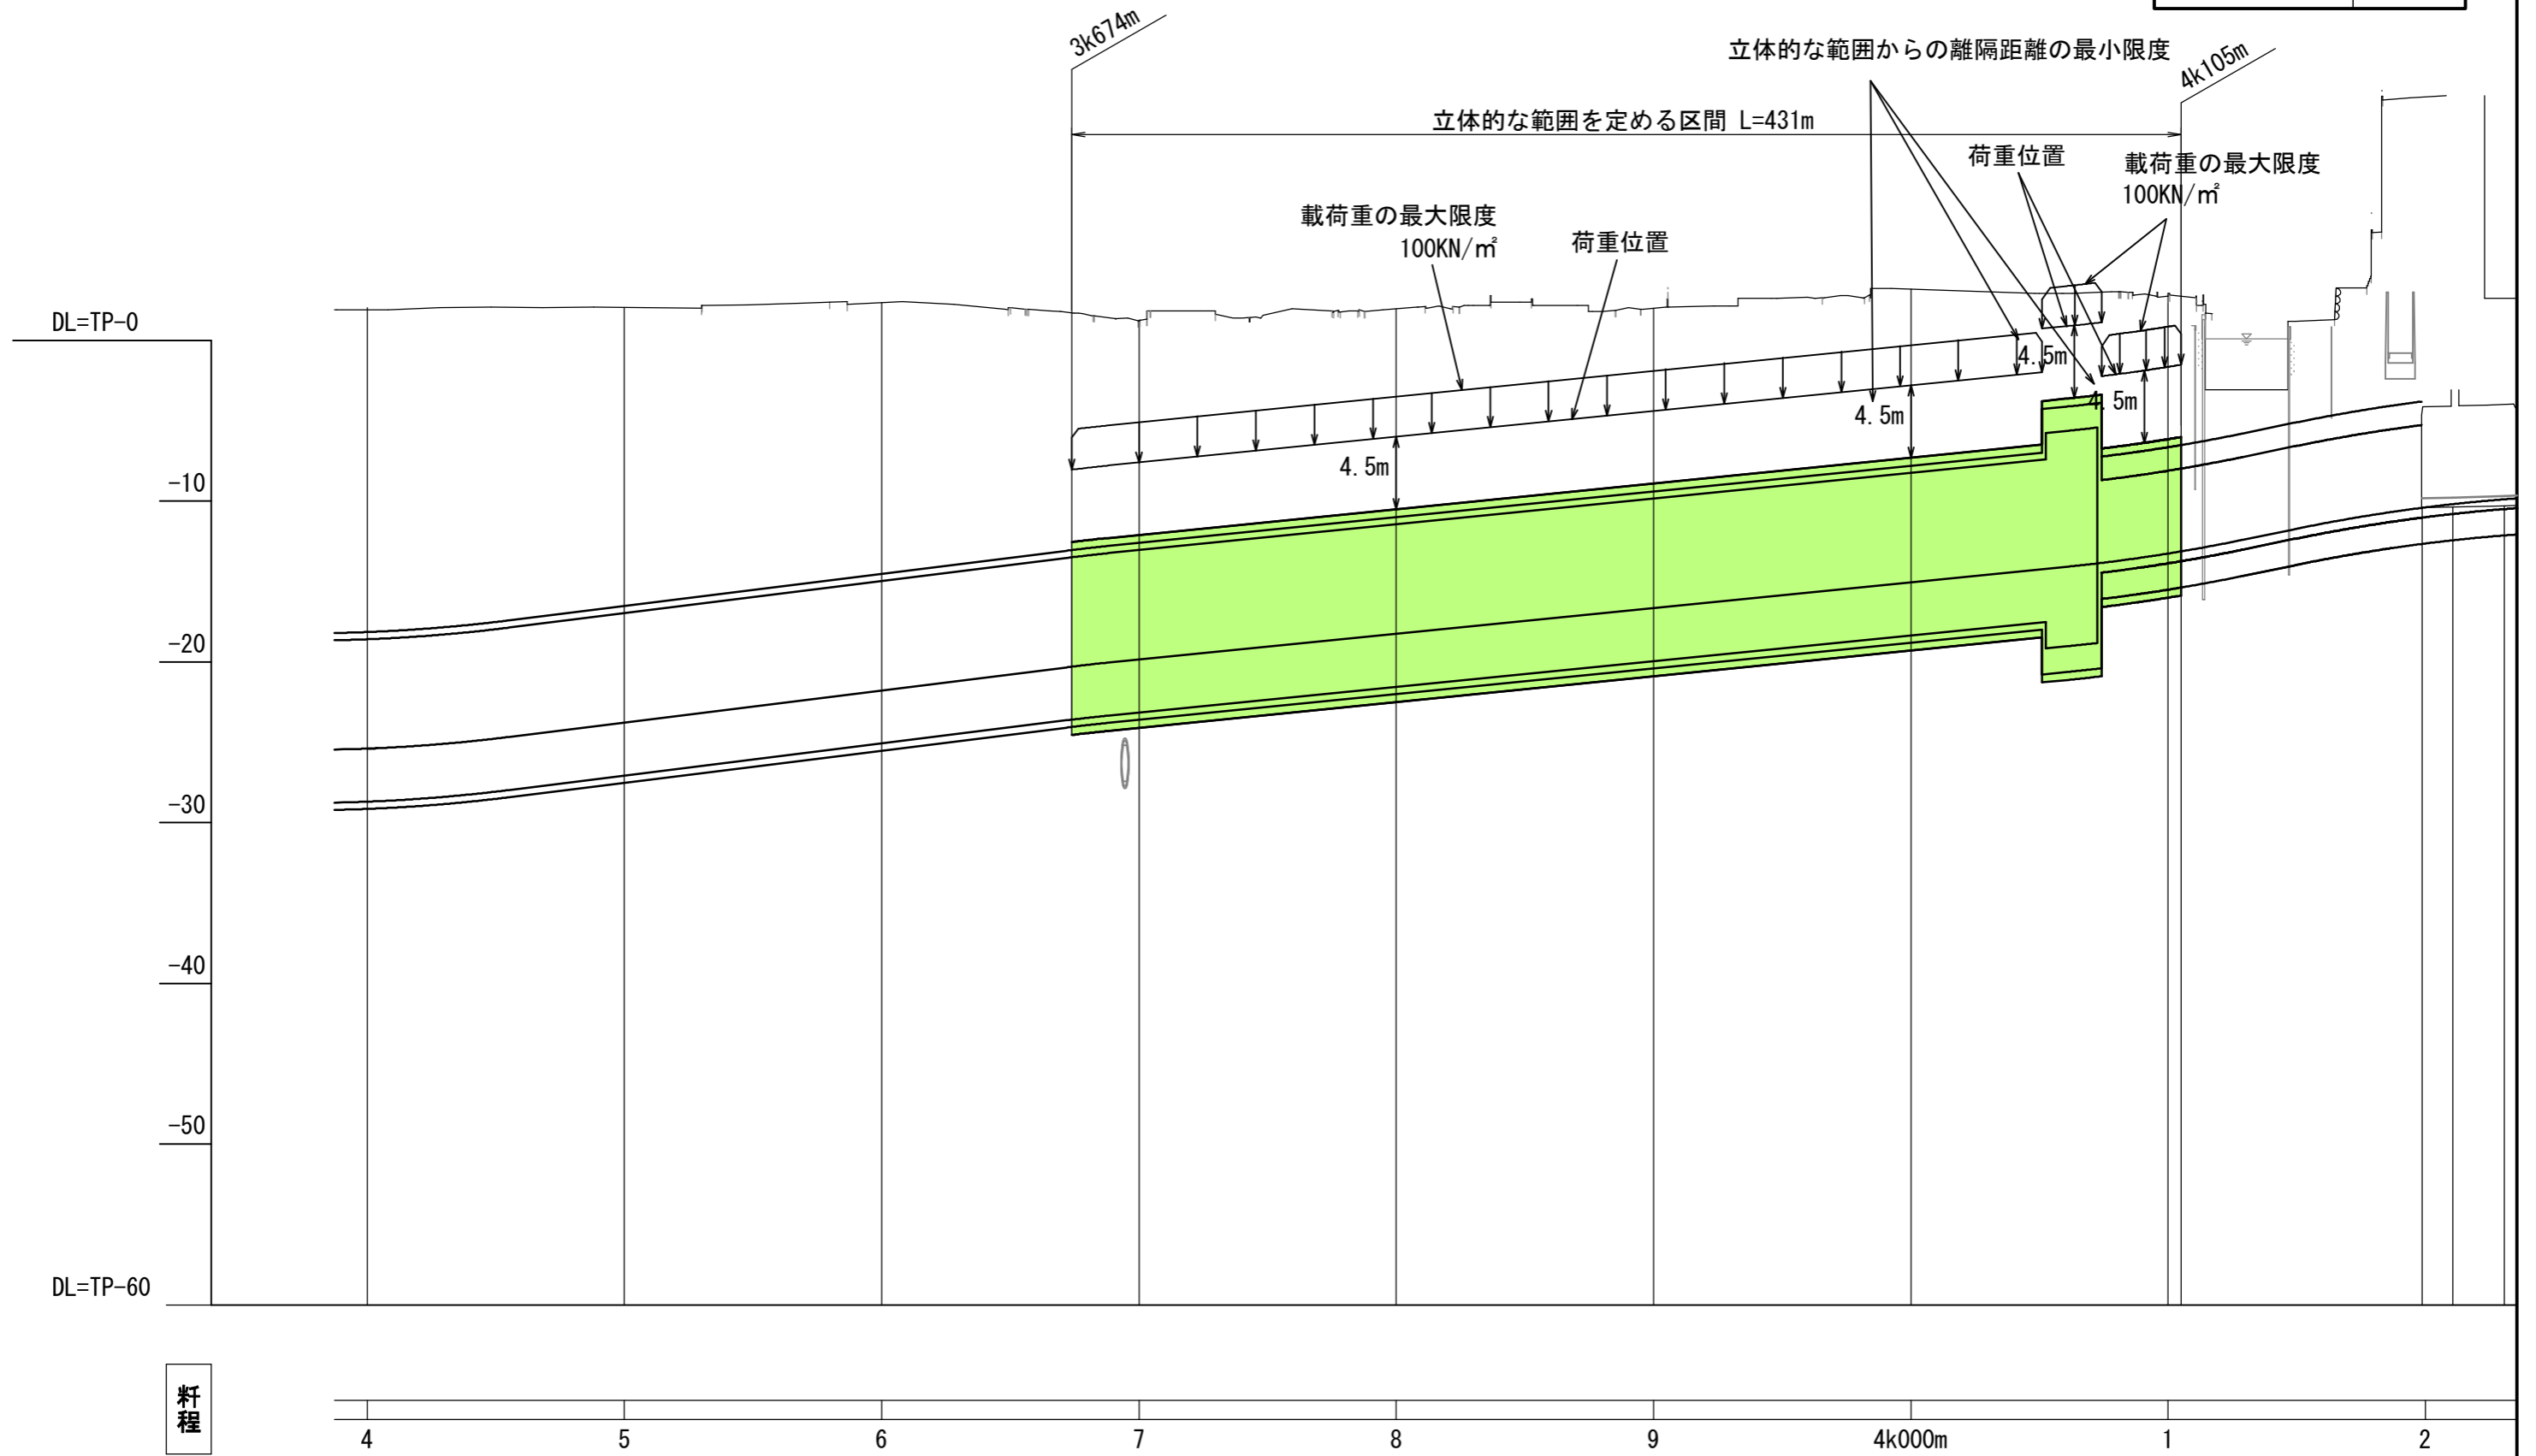 3k674m
立体的な範囲からの離隔距離の最小限度
4k105m
立体的な範囲を定める区間 L=431m
荷重位置
載荷重の最大限度
100KN/㎡
載荷重の最大限度
100KN/㎡
荷重位置
DL=TP-0
4.5m
4.5m
4.5m
4.5m
-10
-20
-30
-40
-50
DL=TP-60
粁程
4
5
6
7
8
9
4k000m
1
2